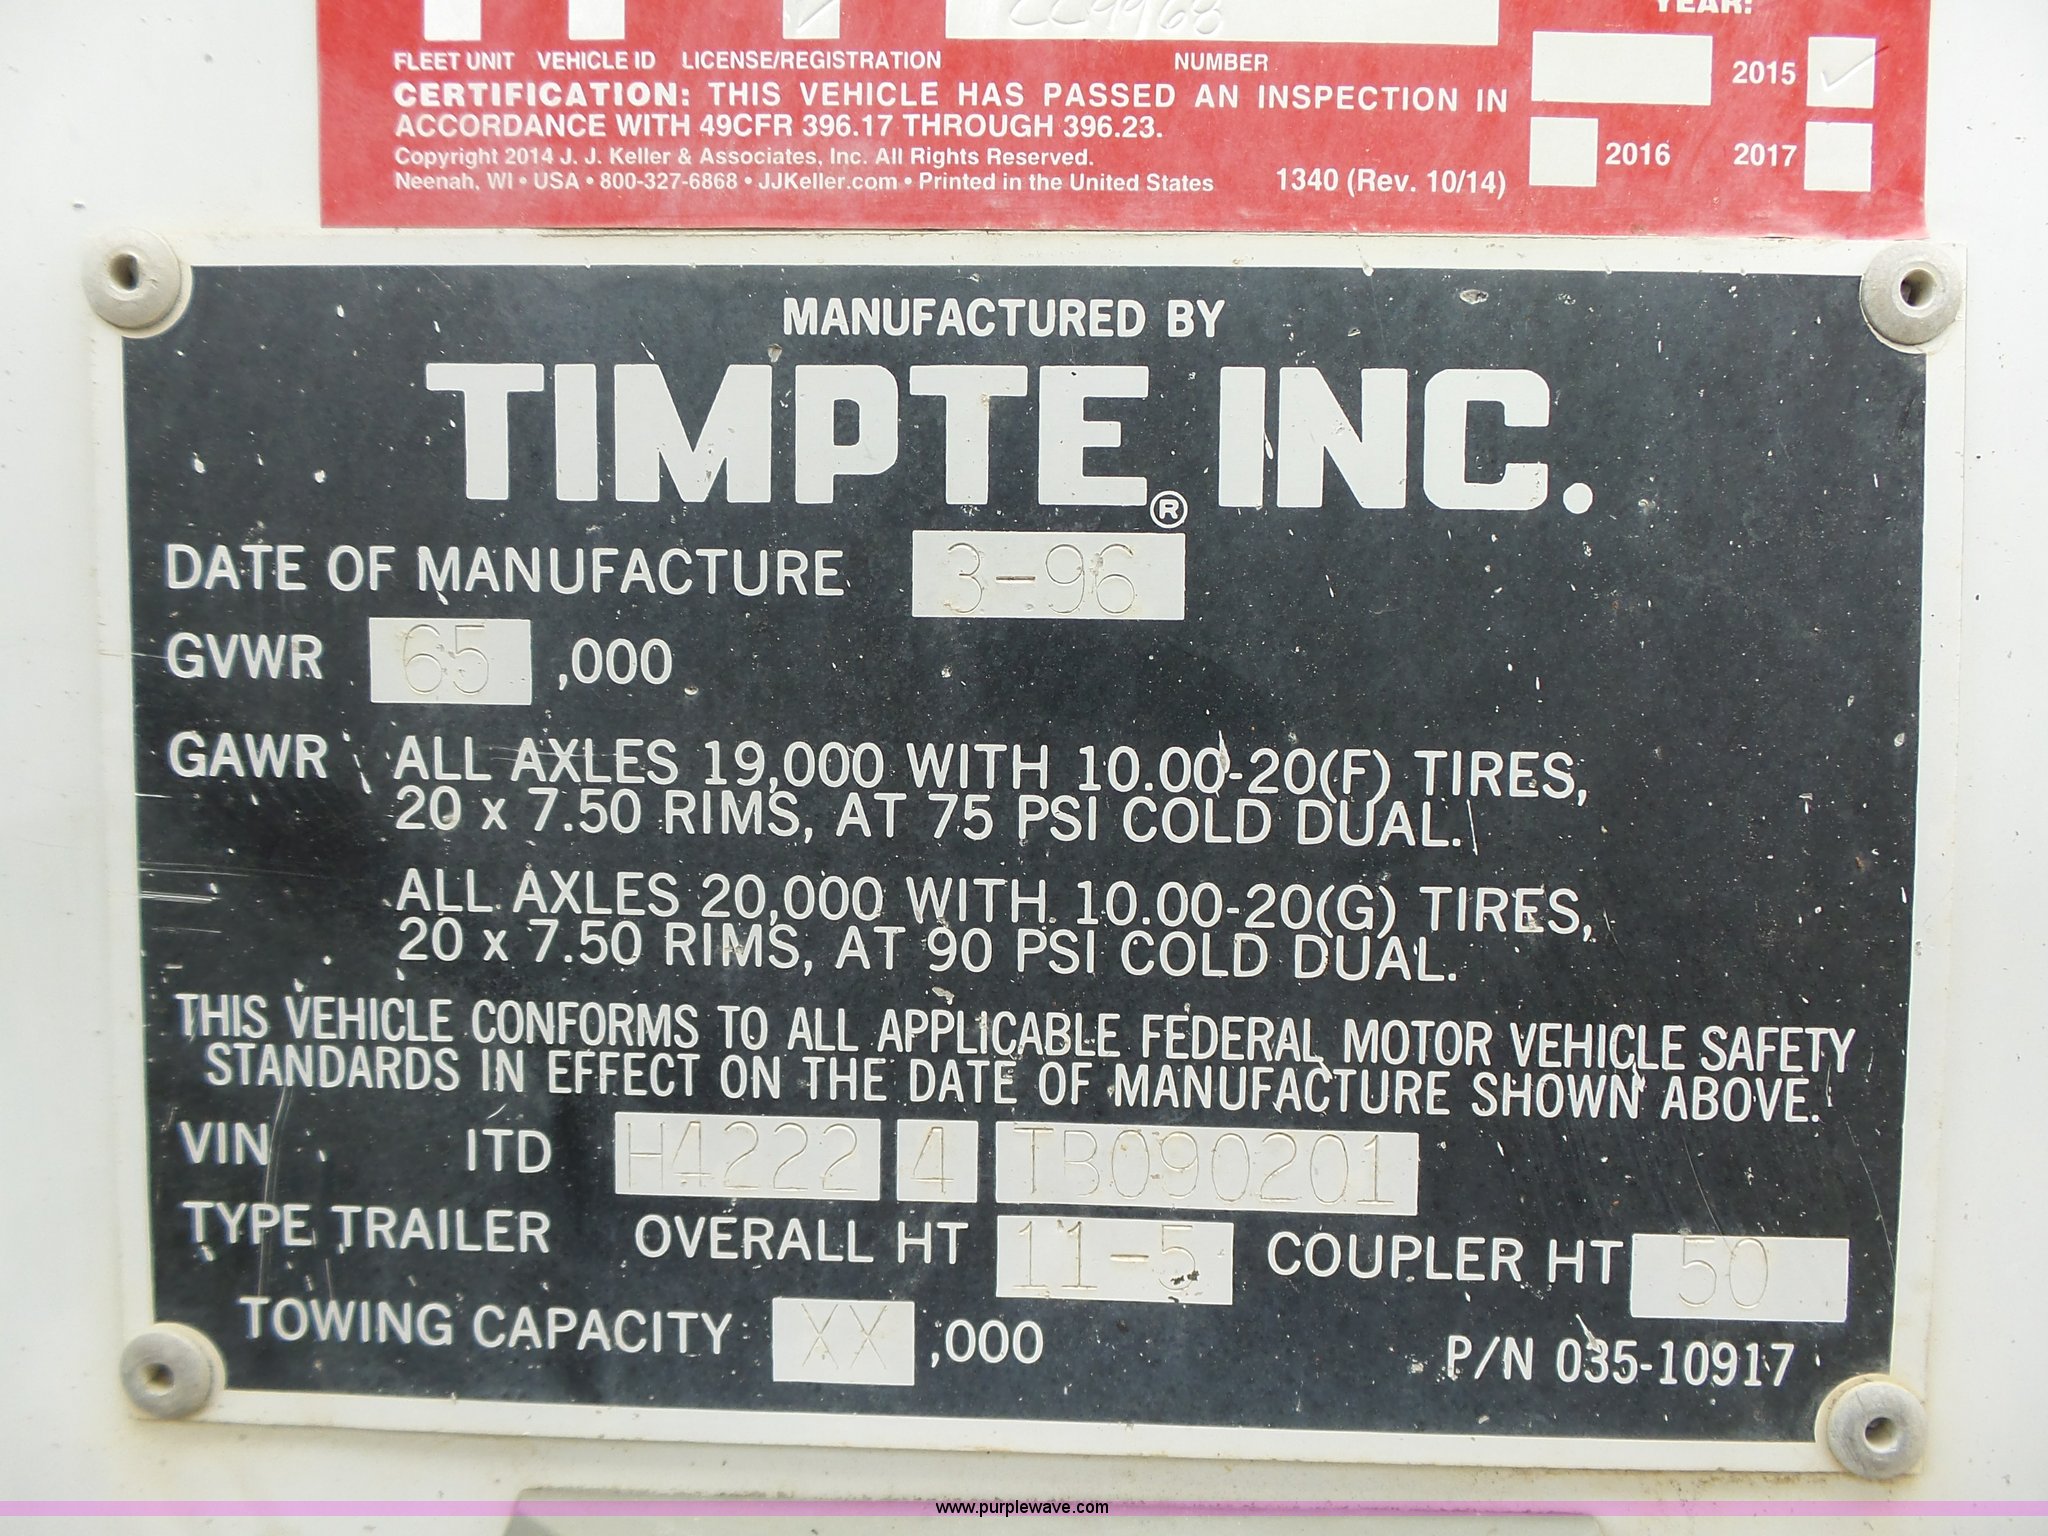 YEAR:
FLEET UNIT VEHICLE ID LICENSE/REGISTRATION NUMBER
2015
CERTIFICATION: THIS VEHICLE HAS PASSED AN INSPECTION IN
ACCORDANCE WITH 49CFR 396.17 THROUGH 396.23.
Copyright 2014 J. J. Keller & Associates, Inc. All Rights Reserved.
Neenah, WI • USA • 800-327-6868 • JJKeller.com • Printed in the United States 1340 (Rev. 10/14)
2016 2017
MANUFACTURED BY
TIMPTE® INC.
DATE OF MANUFACTURE 3-96
GVWR 65 ,000
GAWR ALL AXLES 19,000 WITH 10.00-20(F) TIRES,
20 x 7.50 RIMS, AT 75 PSI COLD DUAL.
ALL AXLES 20,000 WITH 10.00-20(G) TIRES,
20 x 7.50 RIMS, AT 90 PSI COLD DUAL.
THIS VEHICLE CONFORMS TO ALL APPLICABLE FEDERAL MOTOR VEHICLE SAFETY
STANDARDS IN EFFECT ON THE DATE OF MANUFACTURE SHOWN ABOVE.
VIN 1TD H4222 4 TB090201
TYPE TRAILER OVERALL HT 11-5 COUPLER HT 50
TOWING CAPACITY XX ,000
P/N 035-10917
www.purplewave.com